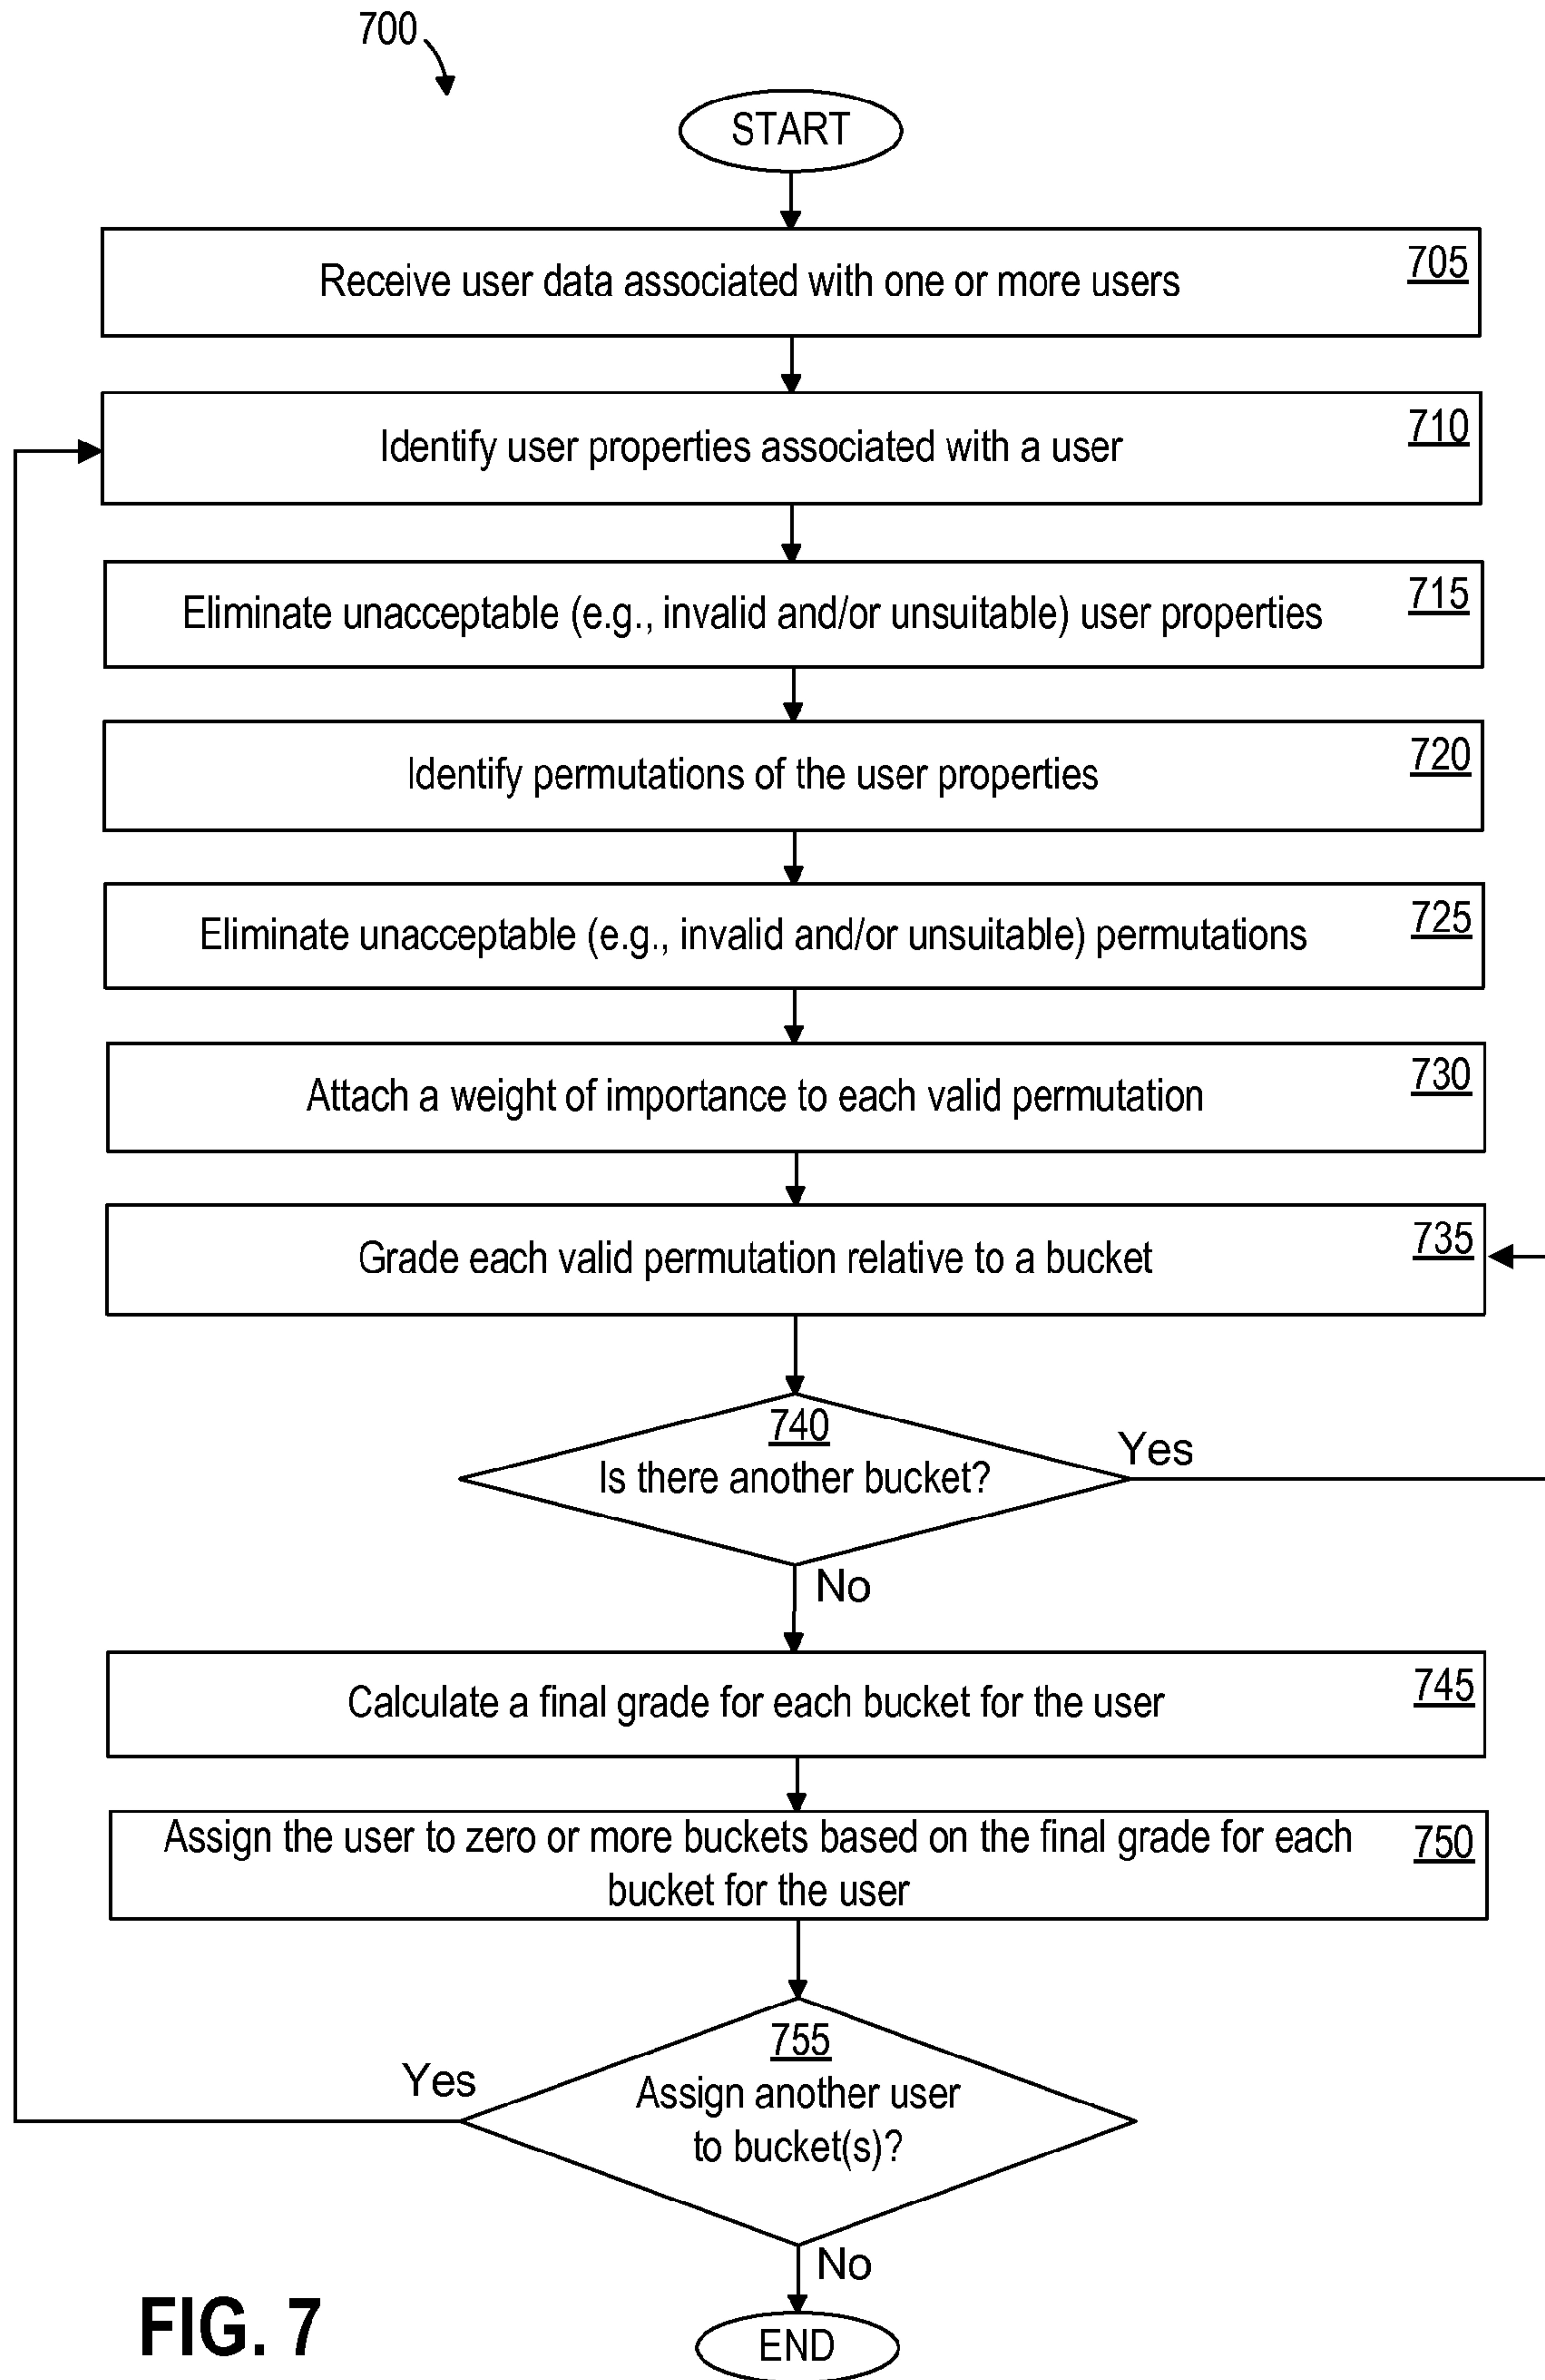 700
START
Receive user data associated with one or more users
705
Identify user properties associated with a user
710
Eliminate unacceptable (e.g., invalid and/or unsuitable) user properties
715
Identify permutations of the user properties
720
Eliminate unacceptable (e.g., invalid and/or unsuitable) permutations
725
Attach a weight of importance to each valid permutation
730
Grade each valid permutation relative to a bucket
735
740
Is there another bucket?
Yes
No
Calculate a final grade for each bucket for the user
745
Assign the user to zero or more buckets based on the final grade for each
bucket for the user
750
755
Assign another user
to bucket(s)?
Yes
No
END
FIG. 7